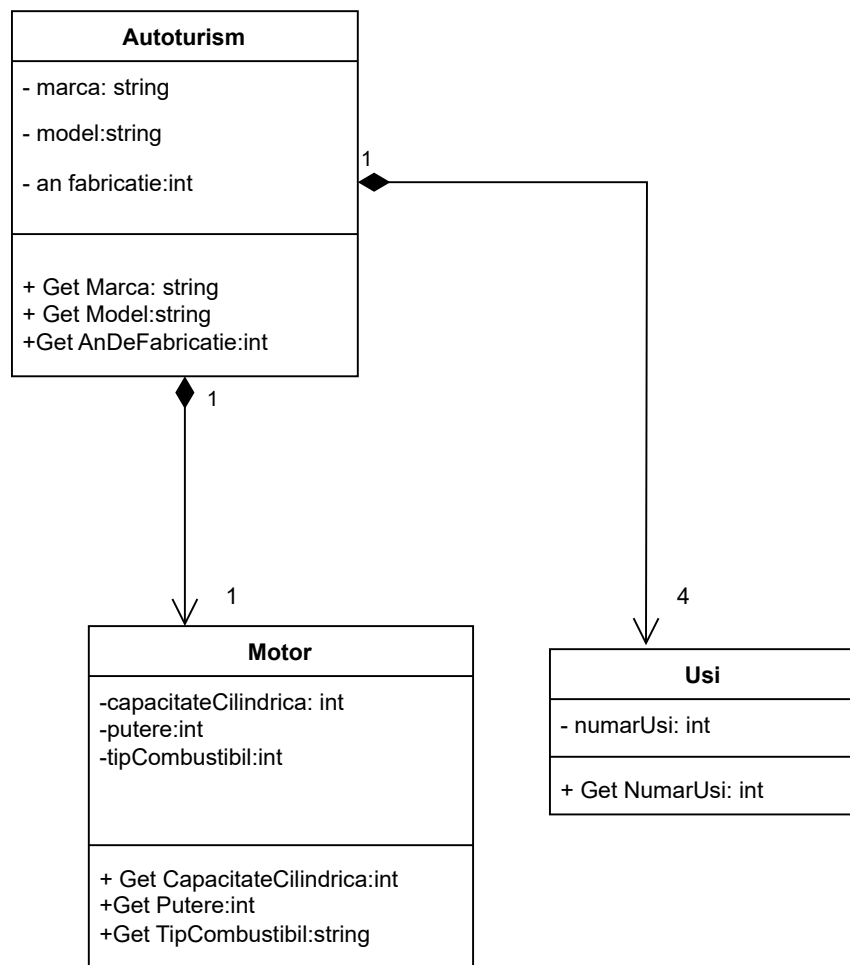 Autoturism
- marca: string
- model:string
- an fabricatie:int
1
+ Get Marca: string
+ Get Model:string
+Get AnDeFabricatie:int
1
1
4
Motor
-capacitateCilindrica: int
-putere:int
-tipCombustibil:int
+ Get CapacitateCilindrica:int
+Get Putere:int
+Get TipCombustibil:string
Usi
- numarUsi: int
+ Get NumarUsi: int